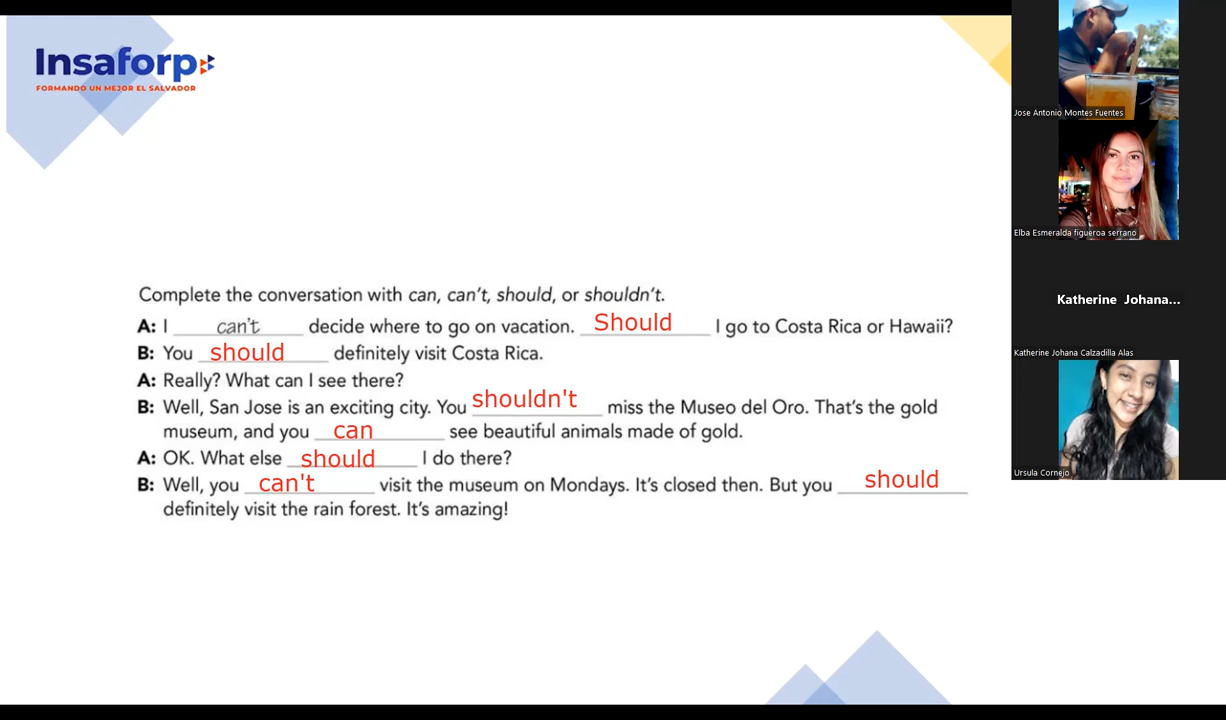 Insaforp
FORMANDO UN MEJOR EL SALVADOR
Complete the conversation with can, can't, should, or shouldn't.
A: I can't decide where to go on vacation. Should I go to Costa Rica or Hawaii?
B: You should definitely visit Costa Rica.
A: Really? What can I see there?
B: Well, San Jose is an exciting city. You shouldn't miss the Museo del Oro. That's the gold
museum, and you can see beautiful animals made of gold.
A: OK. What else should I do there?
B: Well, you can't visit the museum on Mondays. It's closed then. But you should
definitely visit the rain forest. It's amazing!
Jose Antonio Montes Fuentes
Elba Esmeralda figueroa serrano
Katherine Johana...
Katherine Johana Calzadilla Alas
Ursula Cornejo